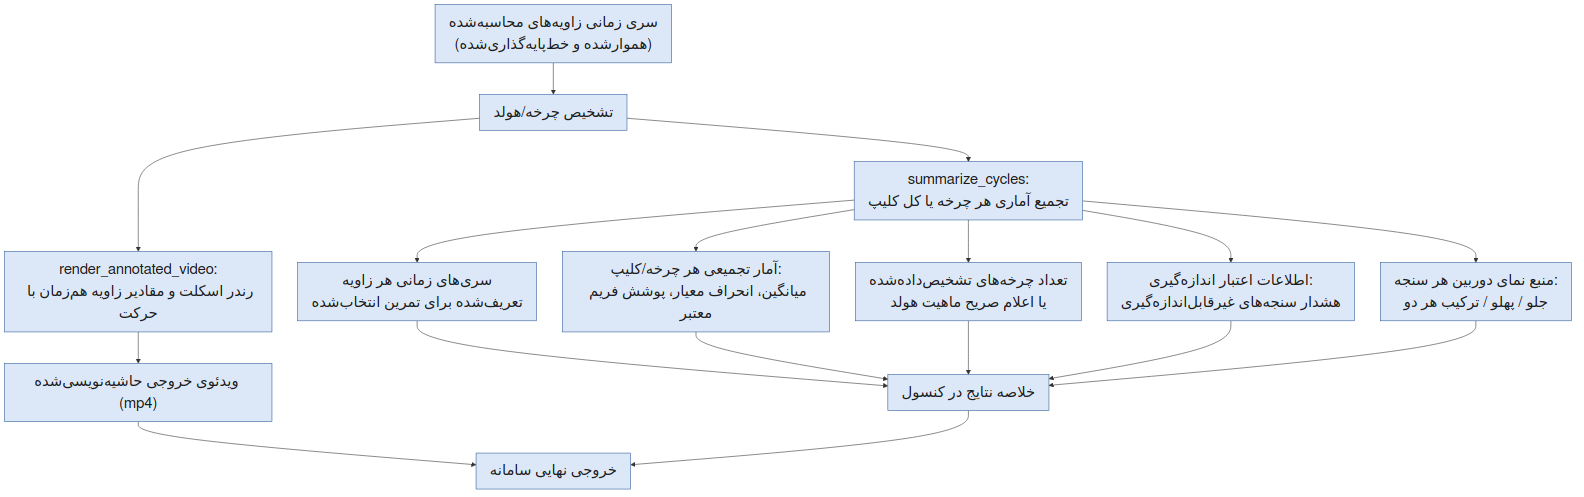 سری زمانی زاویه‌های محاسبه‌شده
(هموارشده و خط‌پایه‌گذاری‌شده)
تشخیص چرخه/هولد
summarize_cycles:
تجمیع آماری هر چرخه یا کل کلیپ
render_annotated_video:
رندر اسکلت و مقادیر زاویه هم‌زمان با
حرکت
سری‌های زمانی هر زاویه
تعریف‌شده برای تمرین انتخاب‌شده
آمار تجمیعی هر چرخه/کلیپ:
میانگین، انحراف معیار، پوشش فریم
معتبر
تعداد چرخه‌های تشخیص‌داده‌شده
یا اعلام صریح ماهیت هولد
اطلاعات اعتبار اندازه‌گیری:
هشدار سنجه‌های غیرقابل‌اندازه‌گیری
منبع نمای دوربین هر سنجه:
جلو / پهلو / ترکیب هر دو
ویدئوی خروجی حاشیه‌نویسی‌شده
(mp4)
خلاصه نتایج در کنسول
خروجی نهایی سامانه